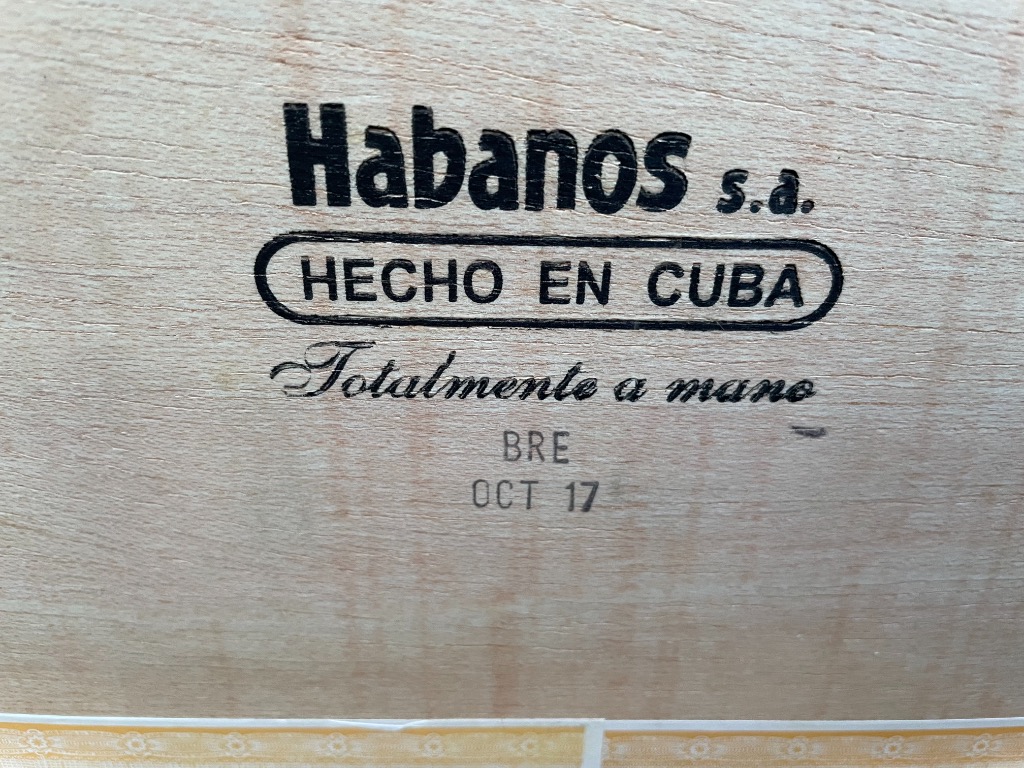 Habanos s.a.
HECHO EN CUBA
Totalmente a mano
BRE
OCT 17